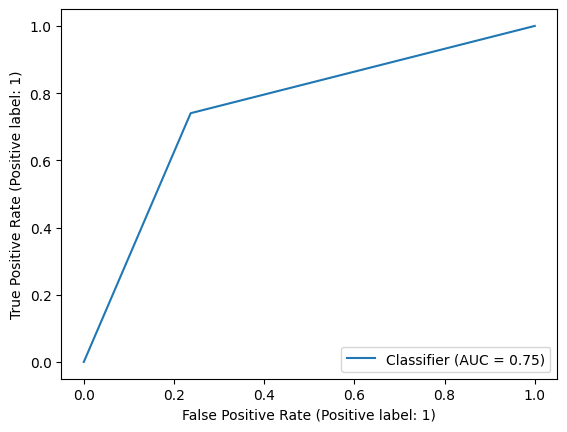 1.0
0.8
0.6
0.4
0.2
0.0
True Positive Rate (Positive label: 1)
Classifier (AUC = 0.75)
0.0 0.2 0.4 0.6 0.8 1.0
False Positive Rate (Positive label: 1)